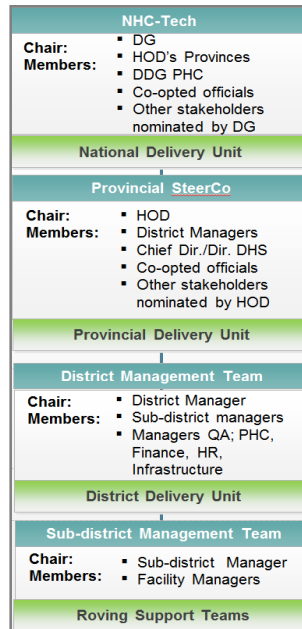 NHC-Tech
Chair: ▪ DG
Members: ▪ HOD's Provinces
▪ DDG PHC
▪ Co-opted officials
▪ Other stakeholders
nominated by DG
National Delivery Unit
Provincial SteerCo
Chair: ▪ HOD
Members: ▪ District Managers
▪ Chief Dir./Dir. DHS
▪ Co-opted officials
▪ Other stakeholders
nominated by HOD
Provincial Delivery Unit
District Management Team
Chair: ▪ District Manager
Members: ▪ Sub-district managers
▪ Managers QA; PHC,
Finance, HR,
Infrastructure
District Delivery Unit
Sub-district Management Team
Chair: ▪ Sub-district Manager
Members: ▪ Facility Managers
Roving Support Teams